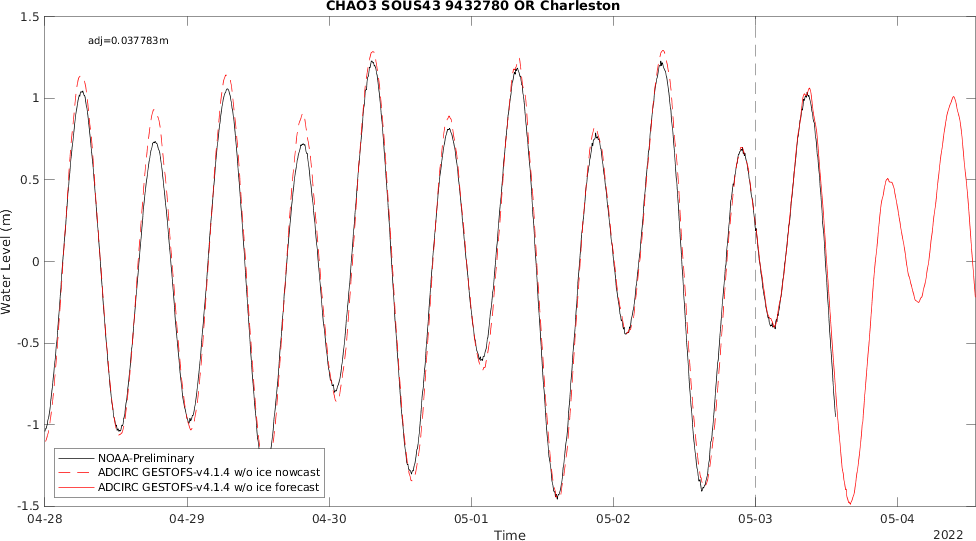 CHAO3 SOUS43 9432780 OR Charleston
adj=0.037783m
Water Level (m)
1.5
1
0.5
0
-0.5
-1
-1.5
NOAA-Preliminary
ADCIRC GESTOFS-v4.1.4 w/o ice nowcast
ADCIRC GESTOFS-v4.1.4 w/o ice forecast
04-28 04-29 04-30 05-01 05-02 05-03 05-04
Time
2022